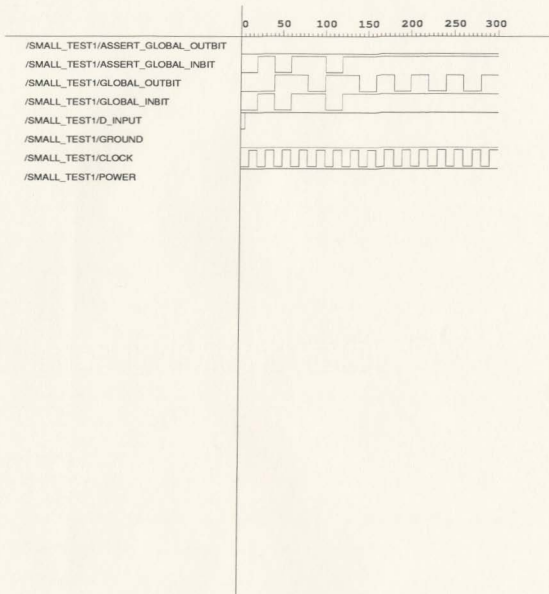 0 50 100 150 200 250 300
/SMALL_TEST1/ASSERT_GLOBAL_OUTBIT
/SMALL_TEST1/ASSERT_GLOBAL_INBIT
/SMALL_TEST1/GLOBAL_OUTBIT
/SMALL_TEST1/GLOBAL_INBIT
/SMALL_TEST1/D_INPUT
/SMALL_TEST1/GROUND
/SMALL_TEST1/CLOCK
/SMALL_TEST1/POWER